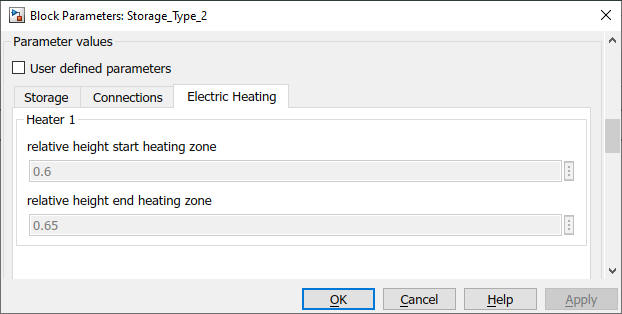 Block Parameters: Storage_Type_2
Parameter values
User defined parameters
Storage Connections Electric Heating
Heater 1
relative height start heating zone
0.6
relative height end heating zone
0.65
OK Cancel Help Apply